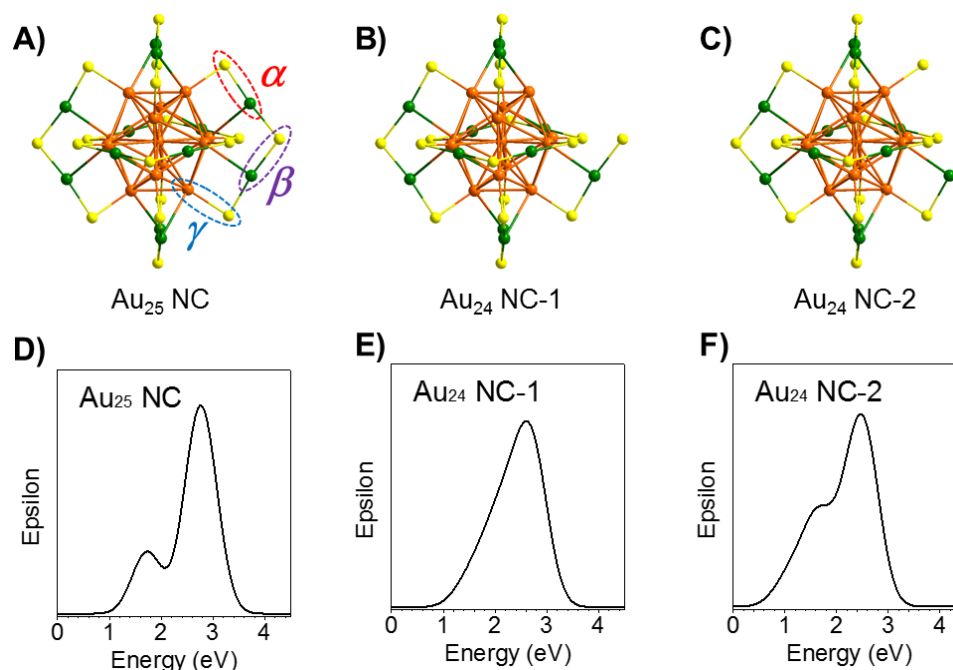 A) B) C)
α
β
γ
Au₂₅ NC Au₂₄ NC-1 Au₂₄ NC-2
D) E) F)
Au₂₅ NC Au₂₄ NC-1 Au₂₄ NC-2
Epsilon Epsilon Epsilon
0 1 2 3 4 0 1 2 3 4 0 1 2 3 4
Energy (eV) Energy (eV) Energy (eV)